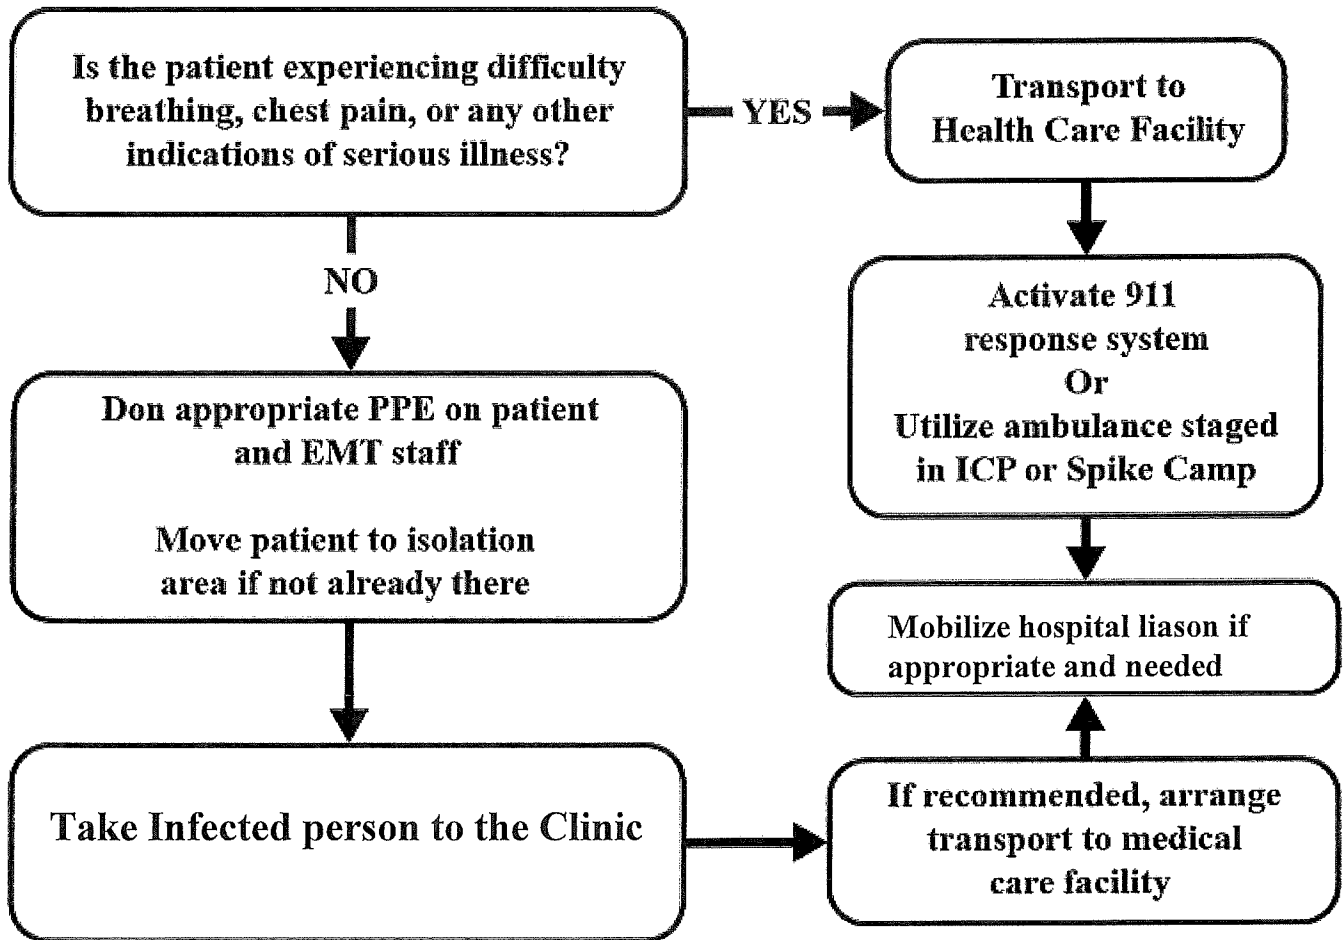 Is the patient experiencing difficulty
breathing, chest pain, or any other
indications of serious illness?
YES
Transport to
Health Care Facility
NO
Activate 911
response system
Or
Utilize ambulance staged
in ICP or Spike Camp
Don appropriate PPE on patient
and EMT staff
Move patient to isolation
area if not already there
Mobilize hospital liason if
appropriate and needed
Take Infected person to the Clinic
If recommended, arrange
transport to medical
care facility